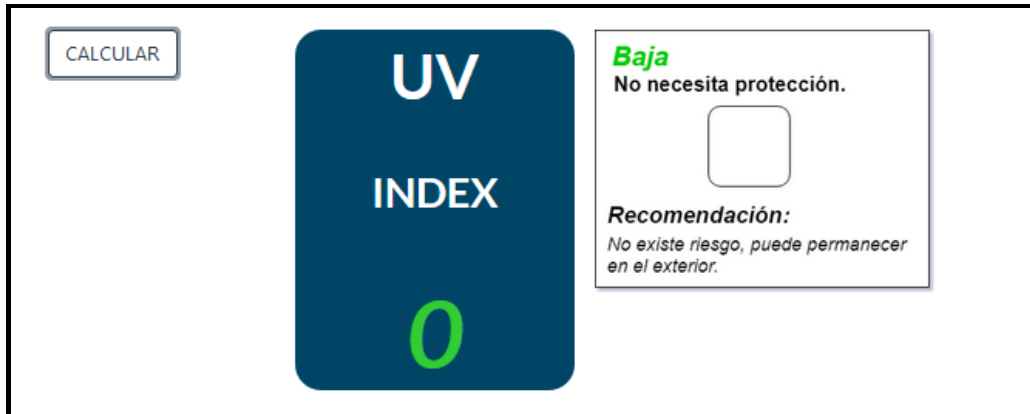 CALCULAR
UV
INDEX
0
Baja
No necesita protección.
Recomendación:
No existe riesgo, puede permanecer
en el exterior.